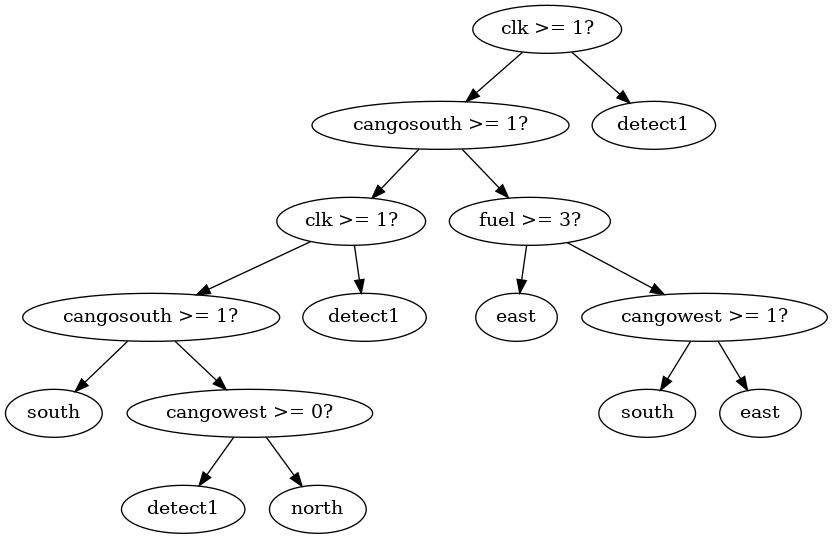 clk >= 1?
cangosouth >= 1?
detect1
clk >= 1?
fuel >= 3?
cangosouth >= 1?
detect1
east
cangowest >= 1?
south
cangowest >= 0?
south
east
detect1
north